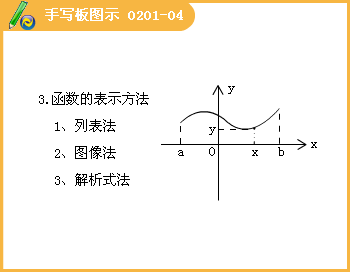 手写板图示 0201-04
3.函数的表示方法
1、列表法
2、图像法
3、解析式法
y
y
a
0
x
b
x